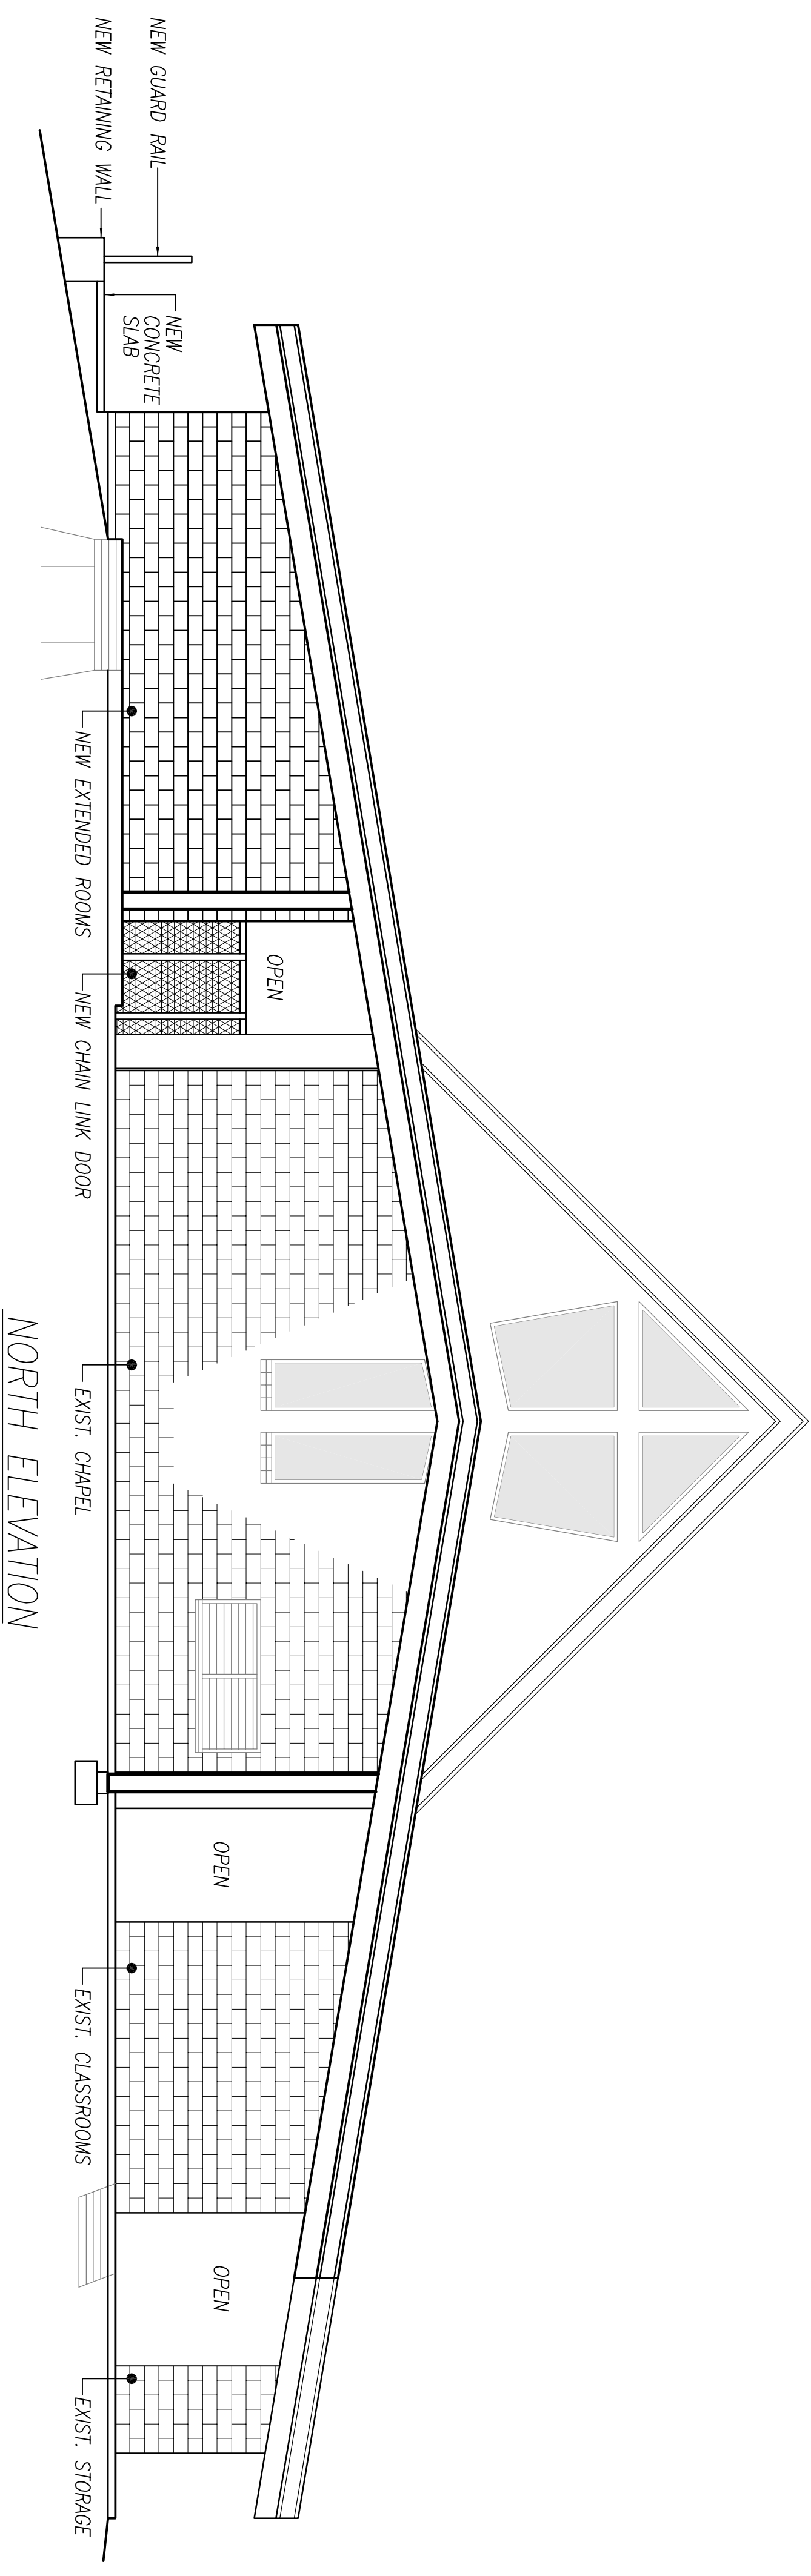 NEW GUARD RAIL
NEW RETAINING WALL
NEW
CONCRETE
SLAB
OPEN
OPEN
OPEN
NEW EXTENDED ROOMS
NEW CHAIN LINK DOOR
EXIST. CHAPEL
EXIST. CLASSROOMS
EXIST. STORAGE
NORTH ELEVATION